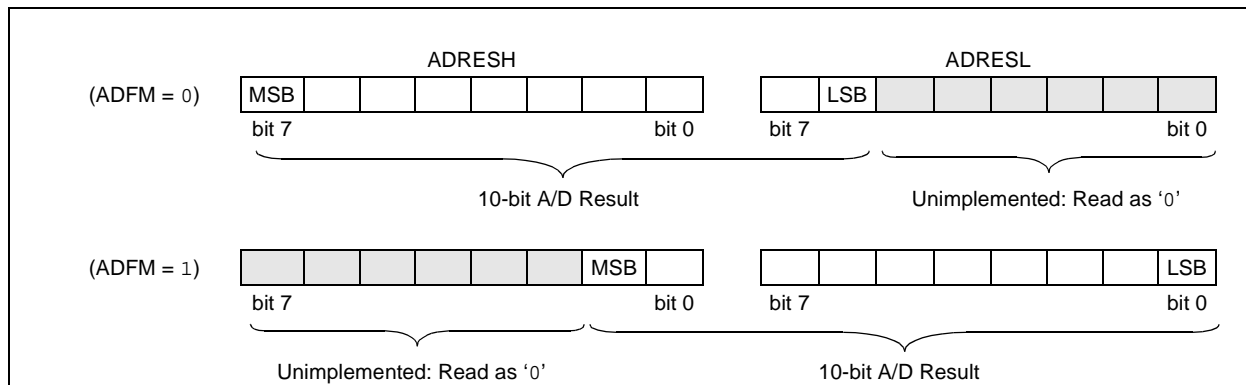 ADRESH ADRESL
(ADFM = 0) MSB LSB
bit 7 bit 0 bit 7 bit 0
10-bit A/D Result Unimplemented: Read as ‘0’
(ADFM = 1) MSB LSB
bit 7 bit 0 bit 7 bit 0
Unimplemented: Read as ‘0’ 10-bit A/D Result